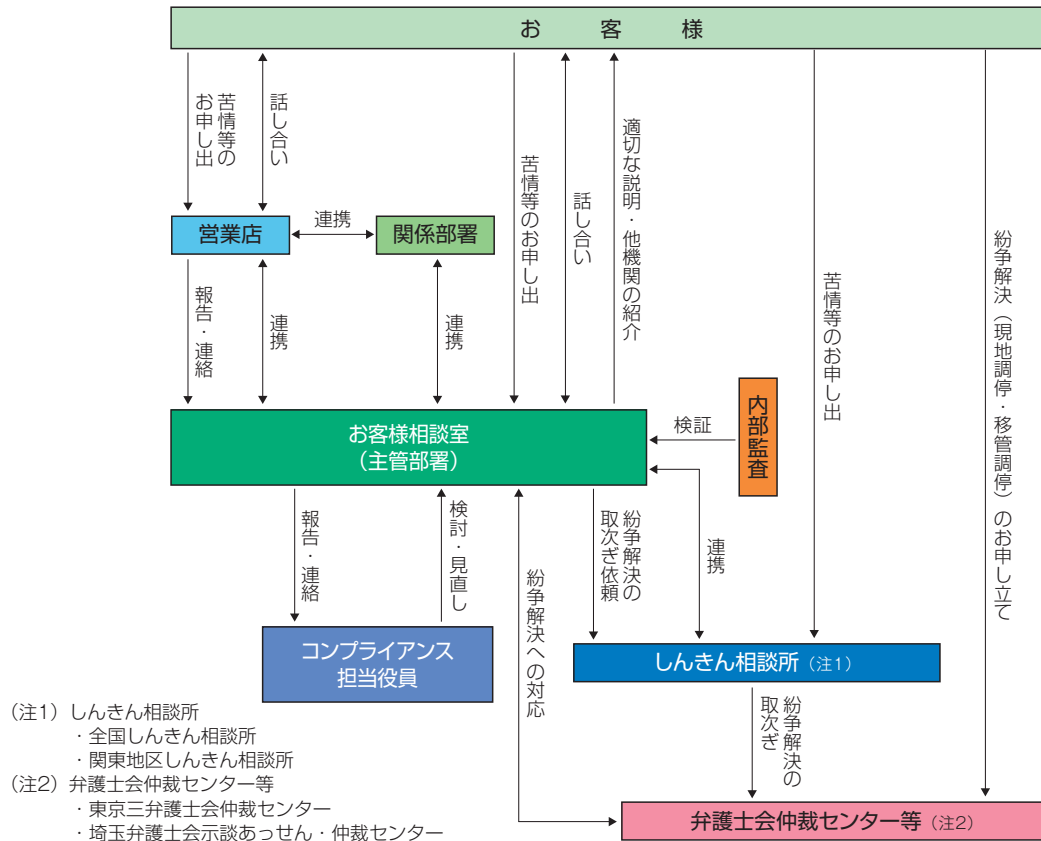 お客様
苦情等の
お申し出
話し合い
苦情等のお申し出
話し合い
適切な説明・他機関の紹介
苦情等のお申し出
紛争解決（現地調停・移管調停）のお申し立て
営業店
連携
関係部署
報告・連絡
連携
連携
お客様相談室
（主管部署）
検証
内部監査
報告・連絡
検討・見直し
紛争解決への対応
紛争解決の
取次ぎ依頼
連携
コンプライアンス
担当役員
しんきん相談所（注1）
紛争解決の
取次ぎ
弁護士会仲裁センター等（注2）
（注1）しんきん相談所
・全国しんきん相談所
・関東地区しんきん相談所
（注2）弁護士会仲裁センター等
・東京三弁護士会仲裁センター
・埼玉弁護士会示談あっせん・仲裁センター